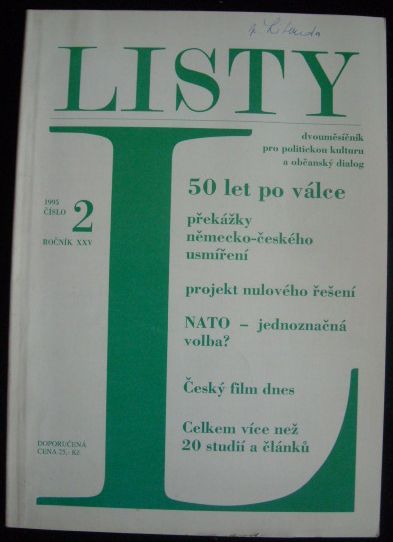 LISTY
dvouměsíčník
pro politickou kulturu
a občanský dialog
50 let po válce
1995
ČÍSLO 2
ROČNÍK XXV
překážky
německo-českého
usmíření
projekt nulového řešení
NATO – jednoznačná
volba?
Český film dnes
Celkem více než
20 studií a článků
DOPORUČENÁ
CENA 25,- Kč
L